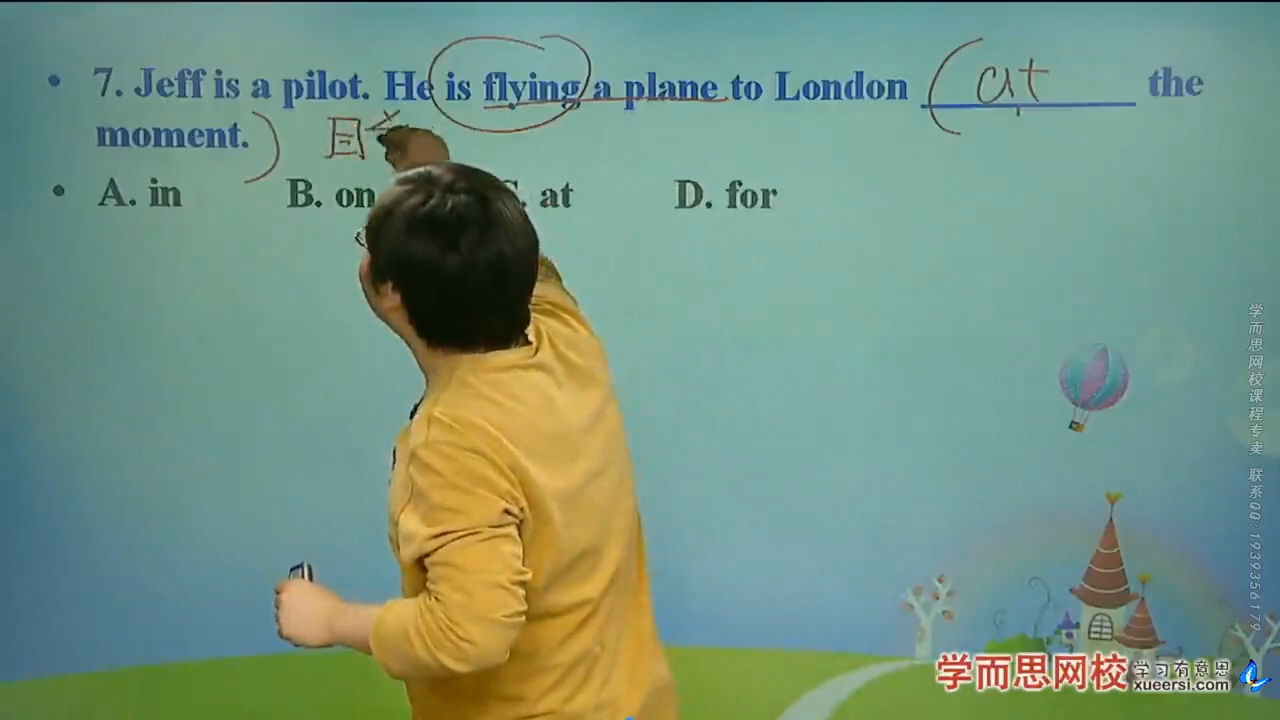 • 7. Jeff is a pilot. He is flying a plane to London at the
moment.
• A. in B. on C. at D. for
学而思网校课程专卖 联系QQ:1939356179
学而思网校 学习有意思
xueersi.com